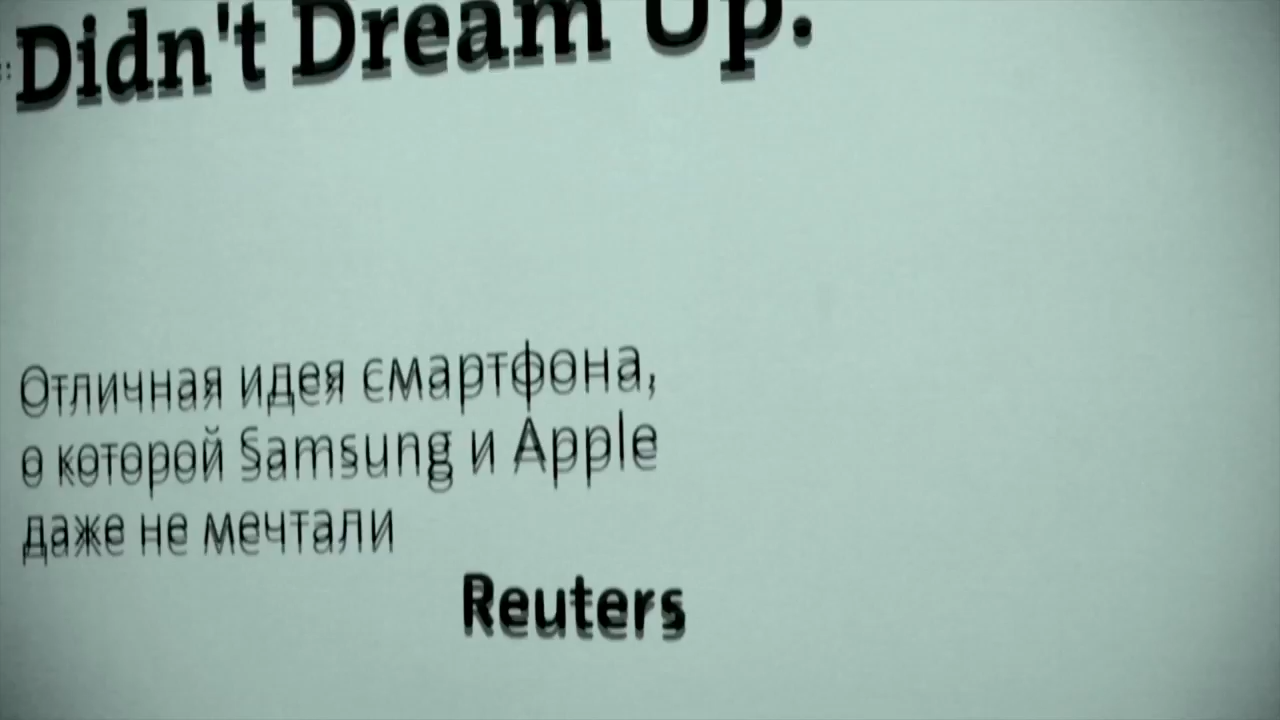 Didn't Dream Up.
Отличная идея смартфона,
о которой Samsung и Apple
даже не мечтали
Reuters